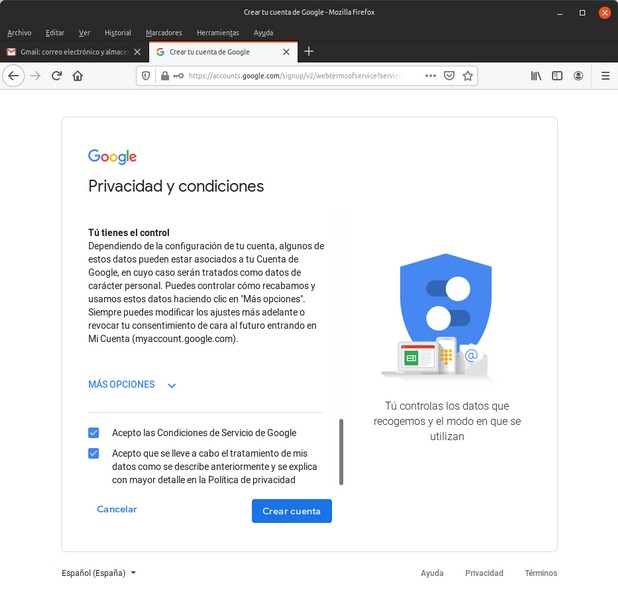 Crear tu cuenta de Google - Mozilla Firefox
Archivo Editar Ver Historial Marcadores Herramientas Ayuda
Gmail: correo electrónico y almace
Crear tu cuenta de Google
https://accounts.google.com/signup/v2/webtermsofservice?servic
Google
Privacidad y condiciones
Tú tienes el control
Dependiendo de la configuración de tu cuenta, algunos de
estos datos pueden estar asociados a tu Cuenta de
Google, en cuyo caso serán tratados como datos de
carácter personal. Puedes controlar cómo recabamos y
usamos estos datos haciendo clic en "Más opciones".
Siempre puedes modificar los ajustes más adelante o
revocar tu consentimiento de cara al futuro entrando en
Mi Cuenta (myaccount.google.com).
MÁS OPCIONES
Acepto las Condiciones de Servicio de Google
Acepto que se lleve a cabo el tratamiento de mis
datos como se describe anteriormente y se explica
con mayor detalle en la Política de privacidad
Cancelar
Crear cuenta
@
Tú controlas los datos que
recogemos y el modo en que se
utilizan
Español (España)
Ayuda Privacidad Términos